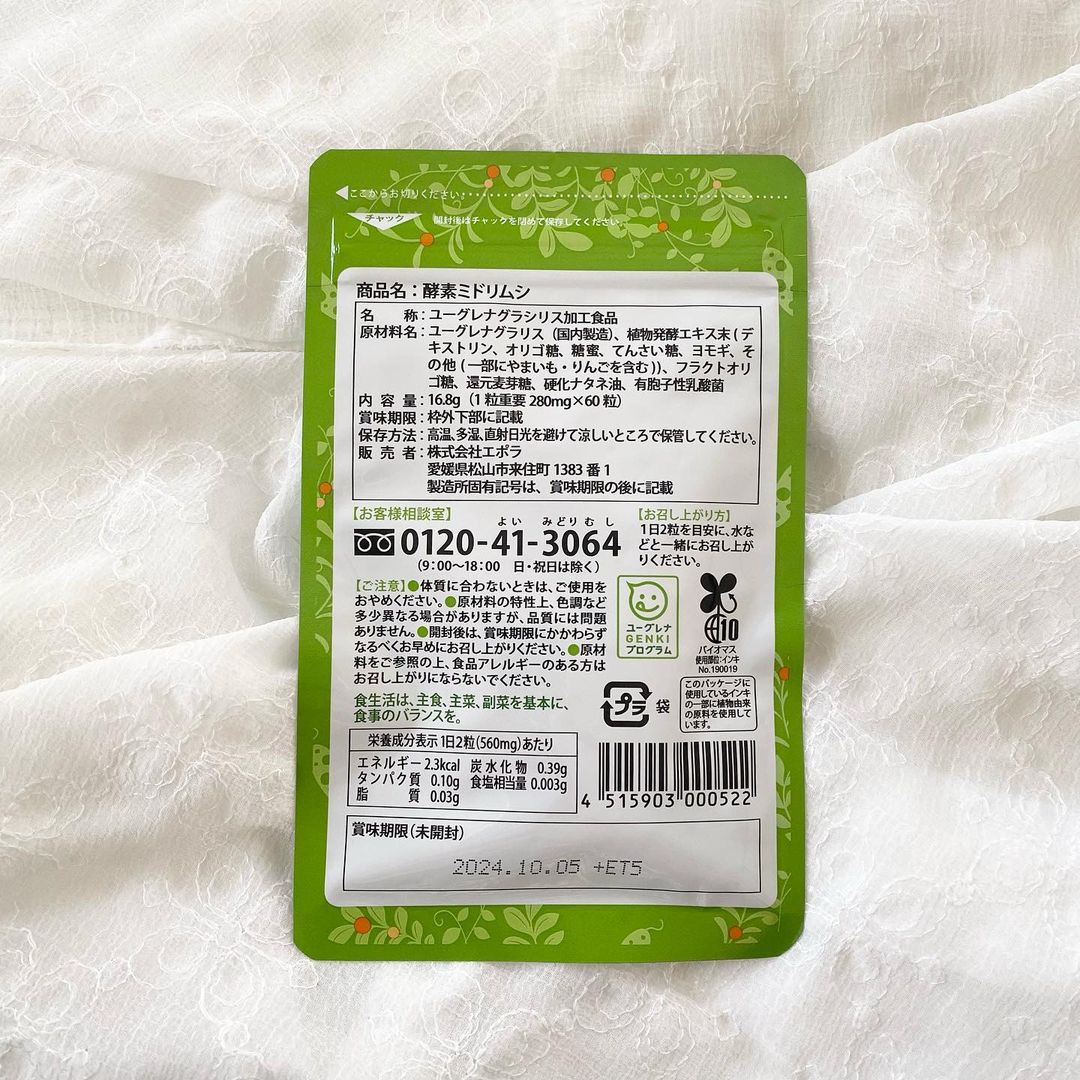 ここからお切りください
チャック 開封後はチャックを閉めて保存してください。
商品名：酵素ミドリムシ
名称：ユーグレナグラシリス加工食品
原材料名：ユーグレナグラリス（国内製造）、植物発酵エキス末（デ
キストリン、オリゴ糖、糖蜜、てんさい糖、ヨモギ、そ
の他（一部にやまいも・りんごを含む））、フラクトオリ
ゴ糖、還元麦芽糖、硬化ナタネ油、有胞子性乳酸菌
内容量：16.8g（1粒重要280mg×60粒）
賞味期限：枠外下部に記載
保存方法：高温、多湿、直射日光を避けて涼しいところで保管してください。
販売者：株式会社エポラ
愛媛県松山市来住町1383番1
製造所固有記号は、賞味期限の後に記載
【お客様相談室】
よい みどりむし
0120-41-3064
（9:00〜18:00 日・祝日は除く）
【お召し上がり方】
1日2粒を目安に、水な
どと一緒にお召し上が
りください。
【ご注意】●体質に合わないときは、ご使用を
おやめください。●原材料の特性上、色調など
多少異なる場合がありますが、品質には問題
ありません。●開封後は、賞味期限にかかわらず
なるべくお早めにお召し上がりください。●原材
料をご参照の上、食品アレルギーのある方は
お召し上がりにならないでください。
ユーグレナ
GENKI
プログラム
10
バイオマス
使用部位：インキ
No.190019
食生活は、主食、主菜、副菜を基本に、
食事のバランスを。
プラ 袋
このパッケージに
使用しているインキ
の一部に植物由来
の原料を使用して
います。
栄養成分表示 1日2粒（560mg）あたり
エネルギー 2.3kcal 炭水化物 0.39g
タンパク質 0.10g 食塩相当量 0.003g
脂質 0.03g
4 515903 000522
賞味期限（未開封）
2024.10.05 +ET5